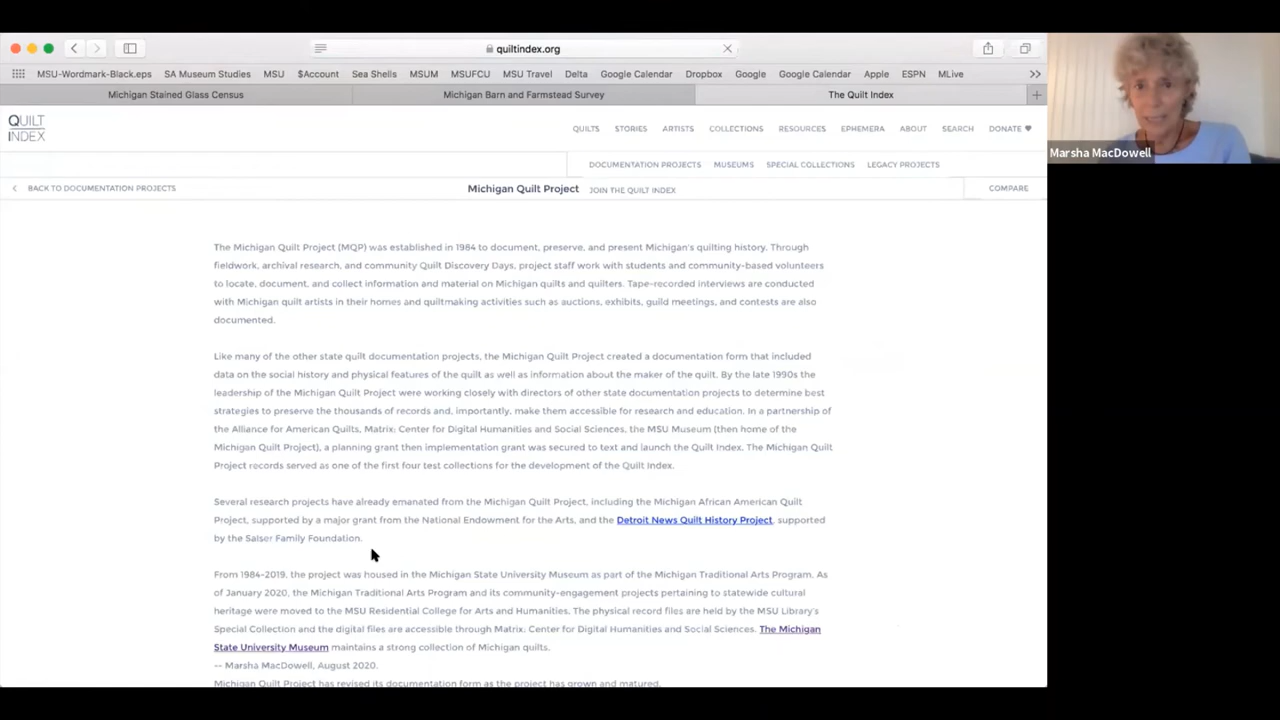 quiltindex.org
MSU-Wordmark-Black.eps SA Museum Studies MSU $Account Sea Shells MSUM MSUFCU MSU Travel Delta Google Calendar Dropbox Google Google Calendar Apple ESPN MLive
Michigan Stained Glass Census Michigan Barn and Farmstead Survey The Quilt Index
QUILT
INDEX
QUILTS STORIES ARTISTS COLLECTIONS RESOURCES EPHEMERA ABOUT SEARCH DONATE
Marsha MacDowell
DOCUMENTATION PROJECTS MUSEUMS SPECIAL COLLECTIONS LEGACY PROJECTS
BACK TO DOCUMENTATION PROJECTS Michigan Quilt Project JOIN THE QUILT INDEX COMPARE
The Michigan Quilt Project (MQP) was established in 1984 to document, preserve, and present Michigan's quilting history. Through
fieldwork, archival research, and community Quilt Discovery Days, project staff work with students and community-based volunteers
to locate, document, and collect information and material on Michigan quilts and quilters. Tape-recorded interviews are conducted
with Michigan quilt artists in their homes and quiltmaking activities such as auctions, exhibits, guild meetings, and contests are also
documented.
Like many of the other state quilt documentation projects, the Michigan Quilt Project created a documentation form that included
data on the social history and physical features of the quilt as well as information about the maker of the quilt. By the late 1990s the
leadership of the Michigan Quilt Project were working closely with directors of other state documentation projects to determine best
strategies to preserve the thousands of records and, importantly, make them accessible for research and education. In a partnership of
the Alliance for American Quilts, Matrix: Center for Digital Humanities and Social Sciences, the MSU Museum (then home of the
Michigan Quilt Project), a planning grant then implementation grant was secured to text and launch the Quilt Index. The Michigan Quilt
Project records served as one of the first four test collections for the development of the Quilt Index.
Several research projects have already emanated from the Michigan Quilt Project, including the Michigan African American Quilt
Project, supported by a major grant from the National Endowment for the Arts, and the Detroit News Quilt History Project, supported
by the Salser Family Foundation.
From 1984-2019, the project was housed in the Michigan State University Museum as part of the Michigan Traditional Arts Program. As
of January 2020, the Michigan Traditional Arts Program and its community-engagement projects pertaining to statewide cultural
heritage were moved to the MSU Residential College for Arts and Humanities. The physical record files are held by the MSU Library's
Special Collection and the digital files are accessible through Matrix: Center for Digital Humanities and Social Sciences. The Michigan
State University Museum maintains a strong collection of Michigan quilts.
-- Marsha MacDowell, August 2020.
Michigan Quilt Project has revised its documentation form as the project has grown and matured.